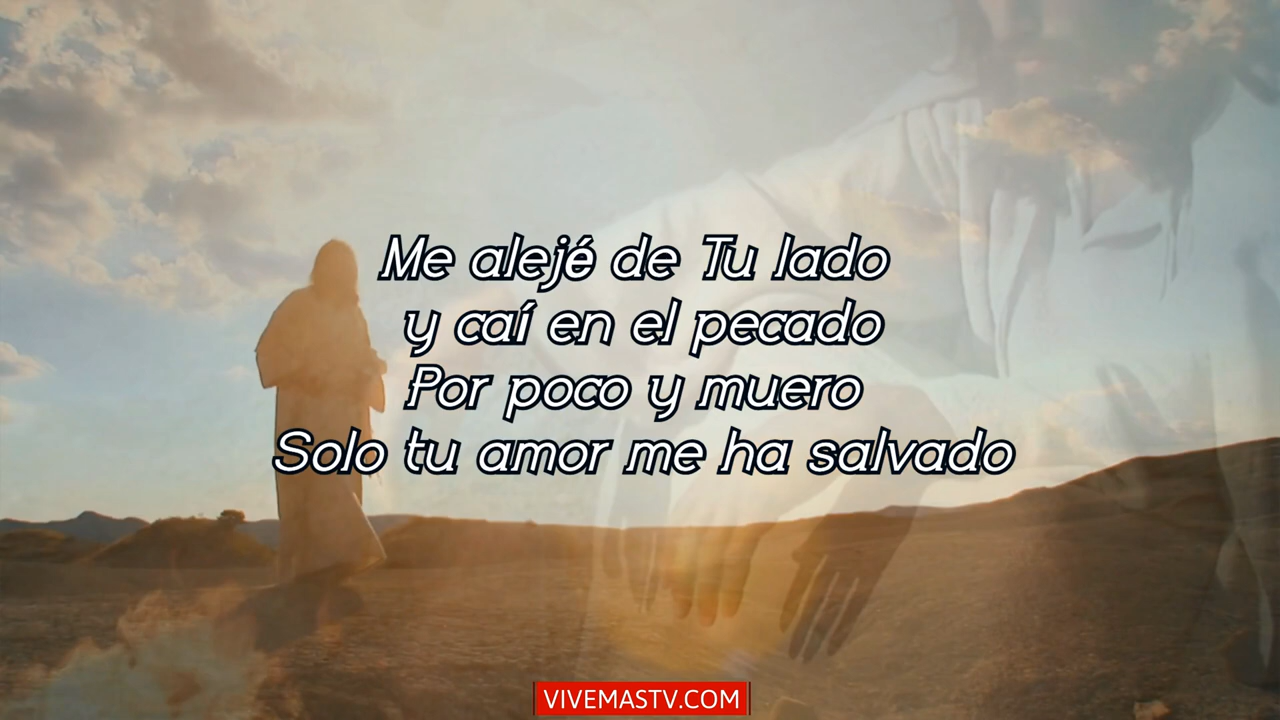 Me alejé de Tu lado
y caí en el pecado
Por poco y muero
Solo tu amor me ha salvado
VIVEMASTV.COM